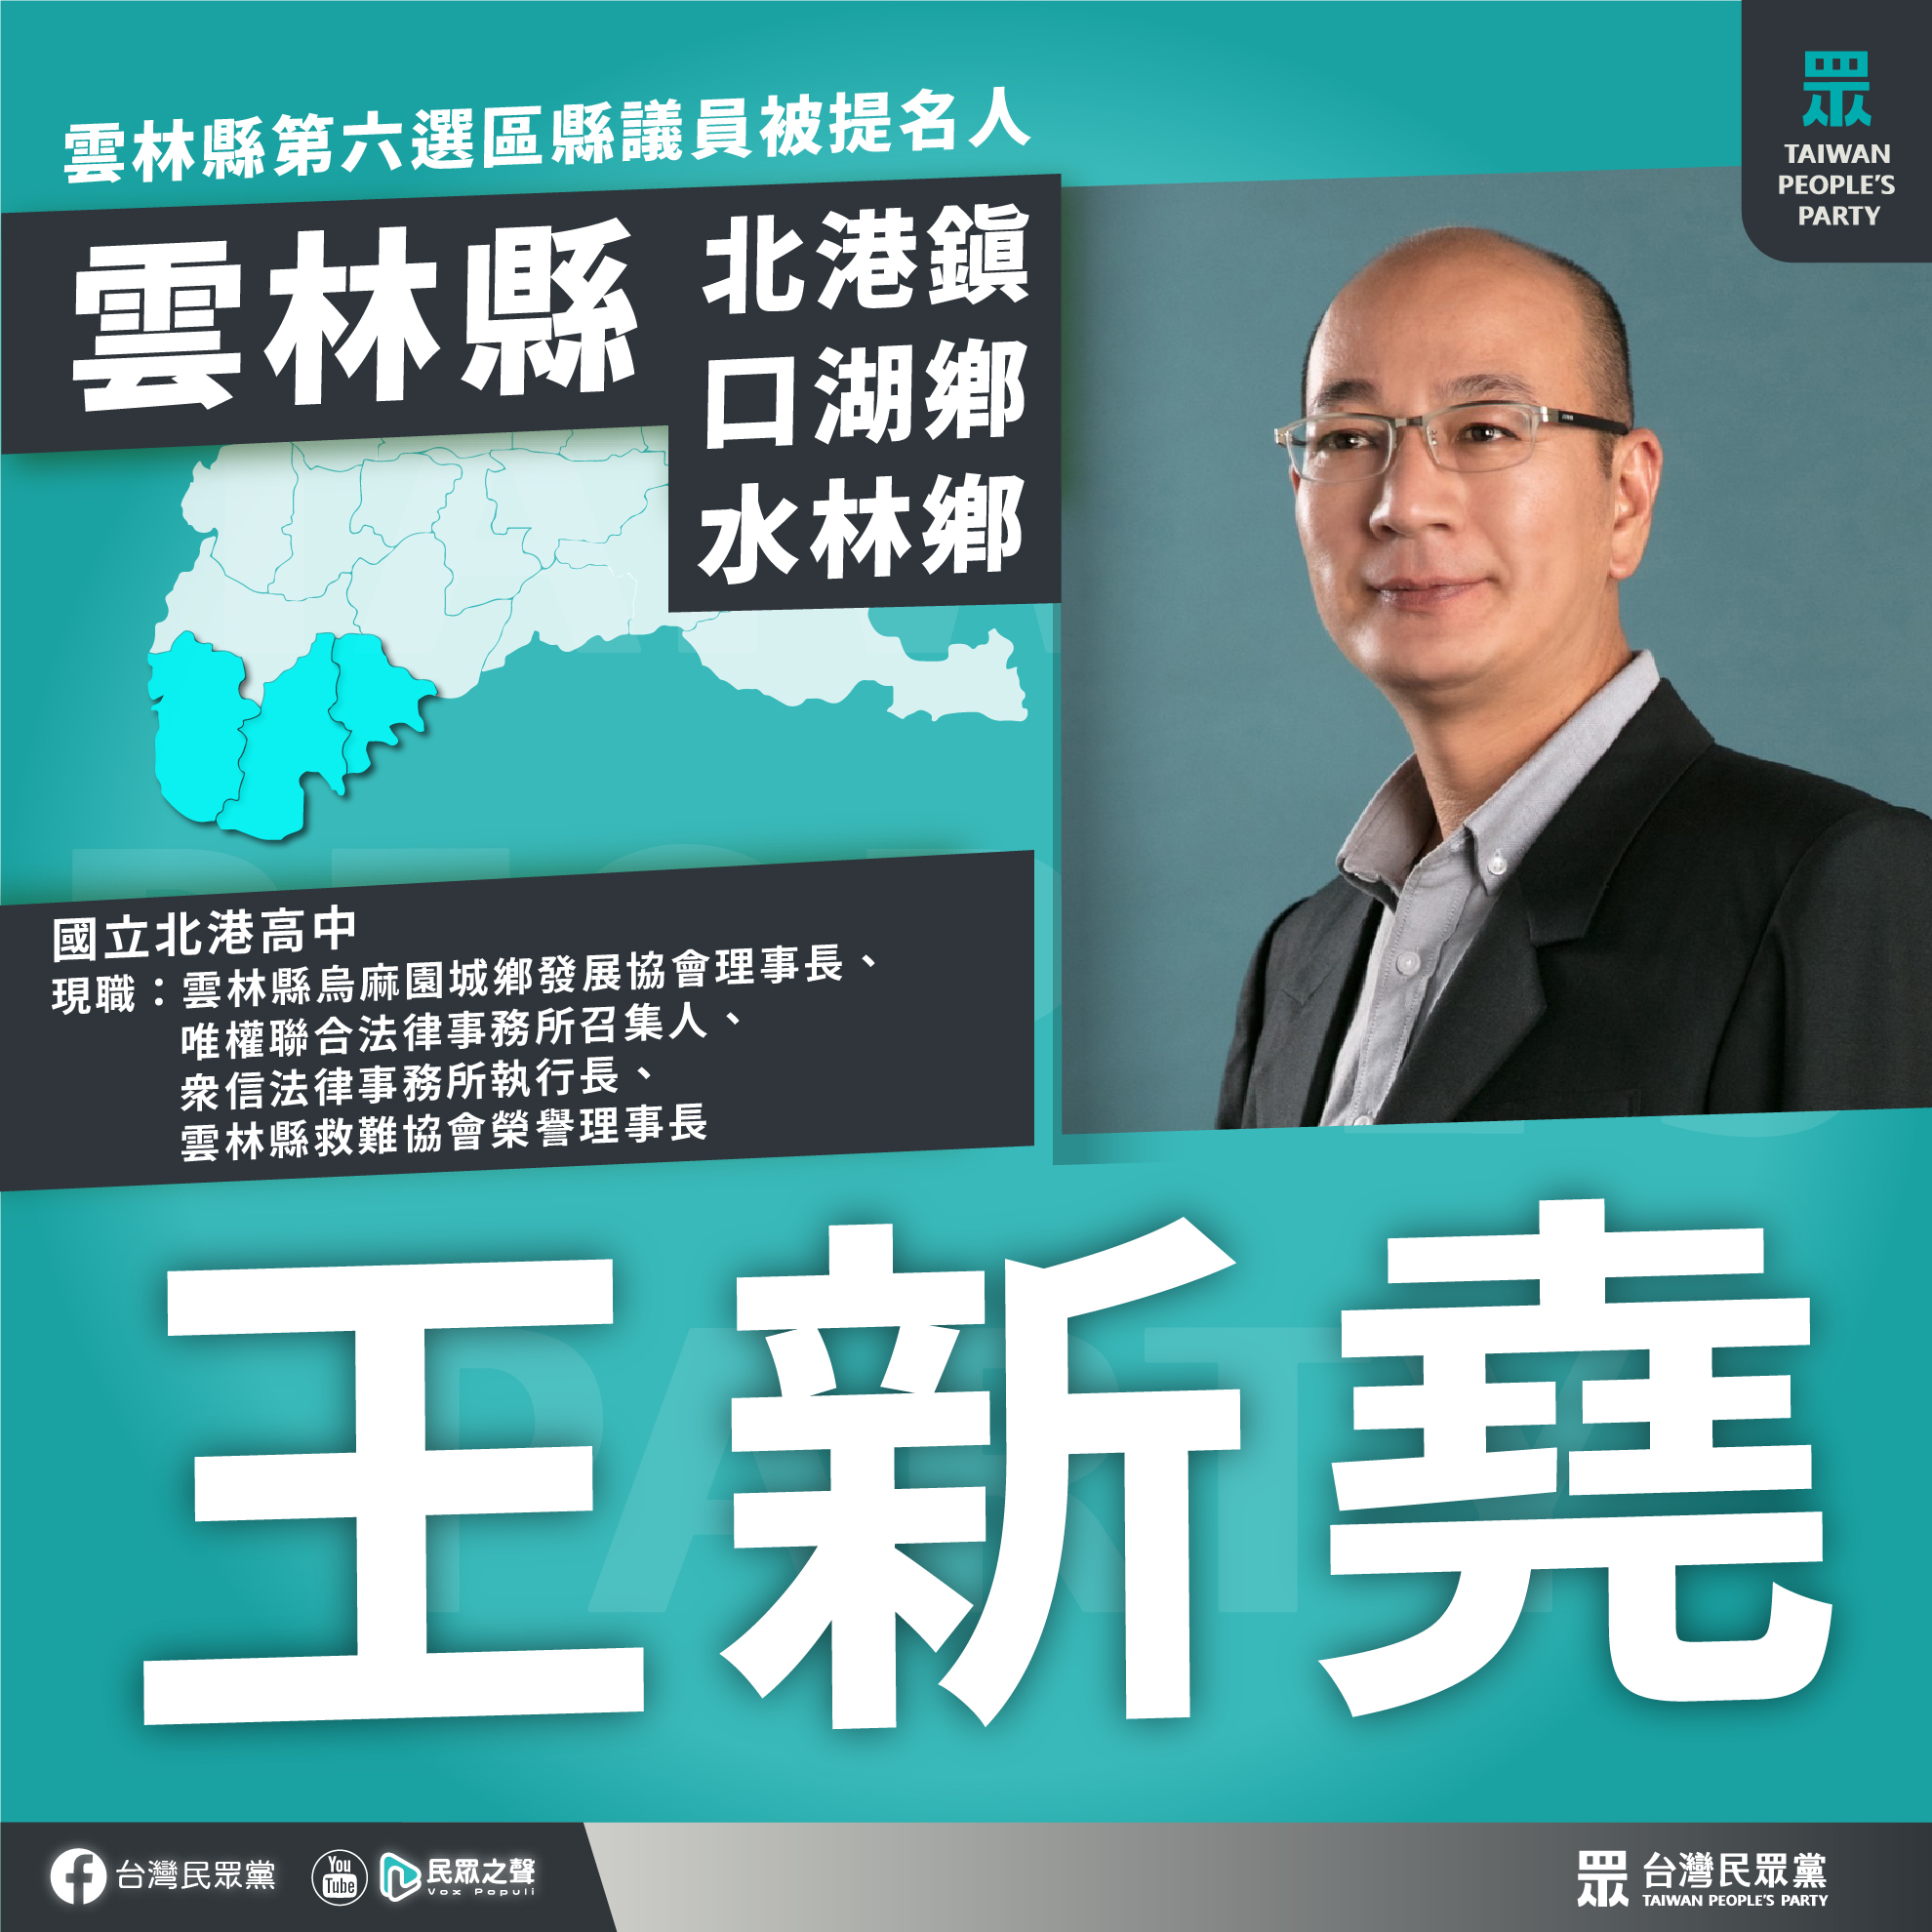 雲林縣第六選區縣議員被提名人
眾
TAIWAN
PEOPLE'S
PARTY
雲林縣
北港鎮
口湖鄉
水林鄉
國立北港高中
現職：雲林縣烏麻園城鄉發展協會理事長、
唯權聯合法律事務所召集人、
衆信法律事務所執行長、
雲林縣救難協會榮譽理事長
王新堯
台灣民眾黨
You Tube
民眾之聲
Vox Populi
眾 台灣民眾黨
TAIWAN PEOPLE'S PARTY